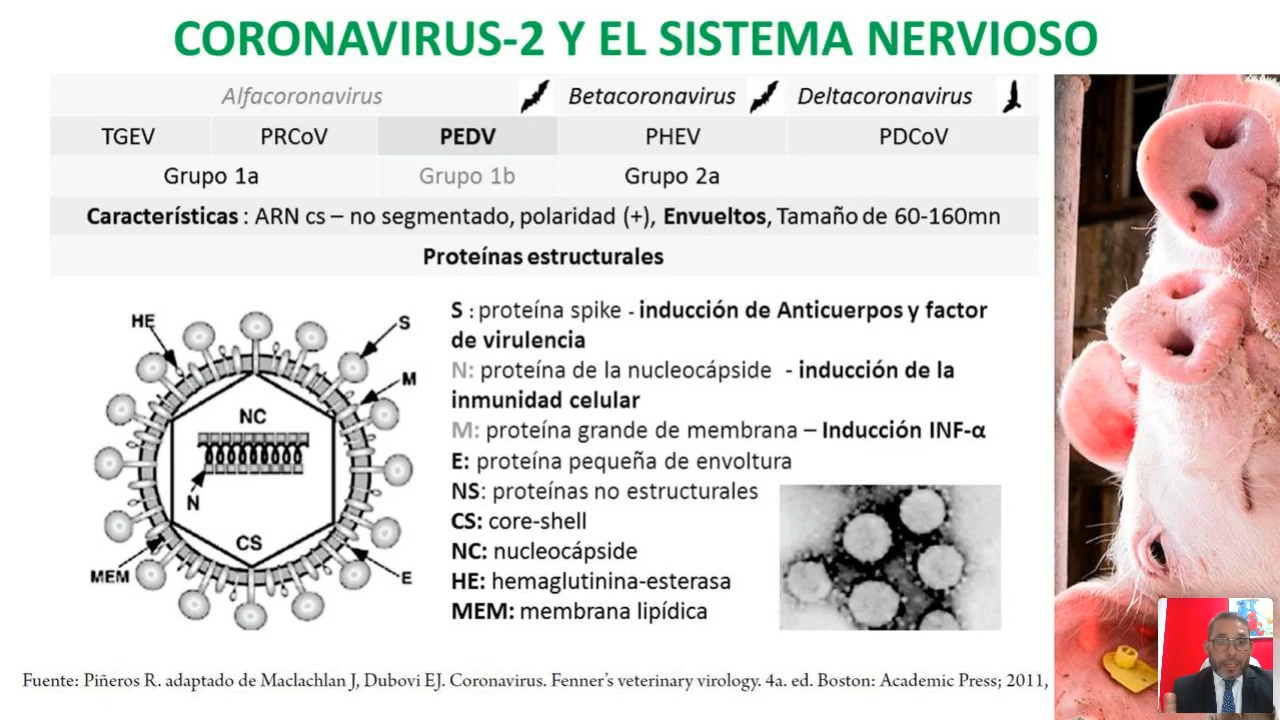 CORONAVIRUS-2 Y EL SISTEMA NERVIOSO
Alfacoronavirus Betacoronavirus Deltacoronavirus
TGEV PRCoV PEDV PHEV PDCoV
Grupo 1a Grupo 1b Grupo 2a
Características : ARN cs – no segmentado, polaridad (+), Envueltos, Tamaño de 60-160mn
Proteínas estructurales
HE
S
M
NC
N
CS
MEM
E
S : proteína spike - inducción de Anticuerpos y factor
de virulencia
N: proteína de la nucleocápside - inducción de la
inmunidad celular
M: proteína grande de membrana – Inducción INF-α
E: proteína pequeña de envoltura
NS: proteínas no estructurales
CS: core-shell
NC: nucleocápside
HE: hemaglutinina-esterasa
MEM: membrana lipídica
Fuente: Piñeros R. adaptado de Maclachlan J, Dubovi EJ. Coronavirus. Fenner’s veterinary virology. 4a. ed. Boston: Academic Press; 2011,